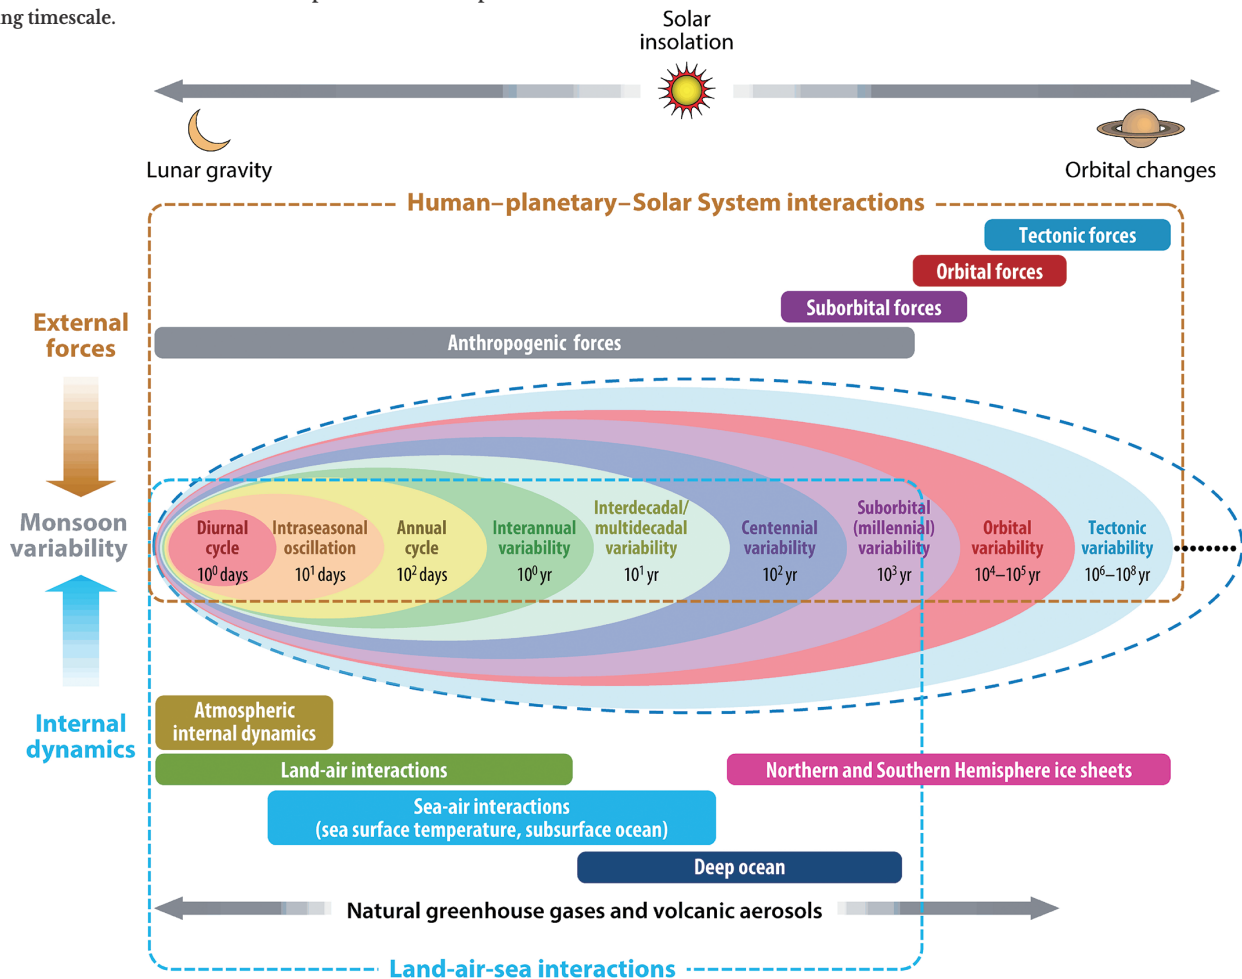 ng timescale.
Solar
insolation
Lunar gravity
Orbital changes
Human–planetary–Solar System interactions
Tectonic forces
Orbital forces
Suborbital forces
Anthropogenic forces
External
forces
Monsoon
variability
Diurnal
cycle
10⁰ days
Intraseasonal
oscillation
10¹ days
Annual
cycle
10² days
Interannual
variability
10⁰ yr
Interdecadal/
multidecadal
variability
10¹ yr
Centennial
variability
10² yr
Suborbital
(millennial)
variability
10³ yr
Orbital
variability
10⁴–10⁵ yr
Tectonic
variability
10⁶–10⁸ yr
Internal
dynamics
Atmospheric
internal dynamics
Land-air interactions
Northern and Southern Hemisphere ice sheets
Sea-air interactions
(sea surface temperature, subsurface ocean)
Deep ocean
Natural greenhouse gases and volcanic aerosols
Land-air-sea interactions